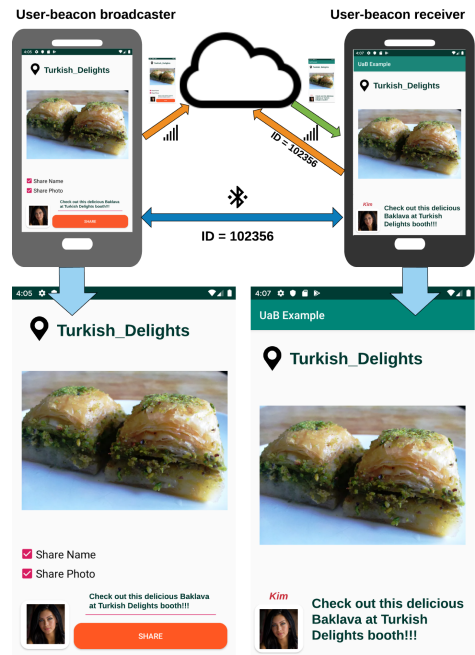 User-beacon broadcaster
User-beacon receiver
4:05
Turkish_Delights
Share Name
Share Photo
Check out this delicious Baklava
at Turkish Delights booth!!!
SHARE
4:07
UaB Example
Turkish_Delights
Kim
Check out this delicious
Baklava at Turkish
Delights booth!!!
ID = 102356
ID = 102356
4:05
Turkish_Delights
Share Name
Share Photo
Check out this delicious Baklava
at Turkish Delights booth!!!
SHARE
4:07
UaB Example
Turkish_Delights
Kim
Check out this delicious
Baklava at Turkish
Delights booth!!!